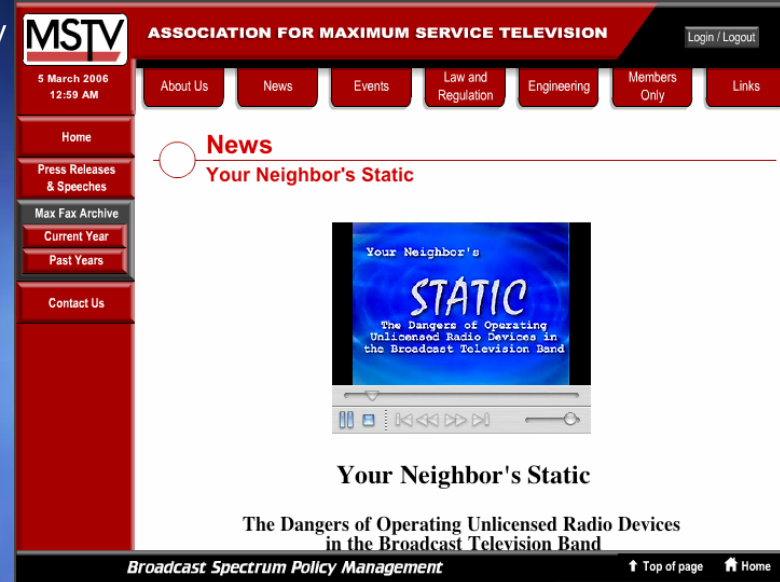 y
MSTV
ASSOCIATION FOR MAXIMUM SERVICE TELEVISION
Login / Logout
5 March 2006
12:59 AM
About Us
News
Events
Law and
Regulation
Engineering
Members
Only
Links
Home
Press Releases
& Speeches
Max Fax Archive
Current Year
Past Years
Contact Us
News
Your Neighbor's Static
Your Neighbor's
STATIC
The Dangers of Operating
Unlicensed Radio Devices in
the Broadcast Television Band
Your Neighbor's Static
The Dangers of Operating Unlicensed Radio Devices
in the Broadcast Television Band
Broadcast Spectrum Policy Management
Top of page
Home